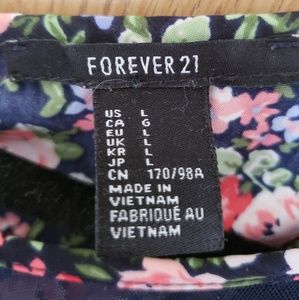 FOREVER 21
US L
CA G
EU L
UK L
KR L
JP L
CN 170/98A
MADE IN
VIETNAM
FABRIQUÉ AU
VIETNAM